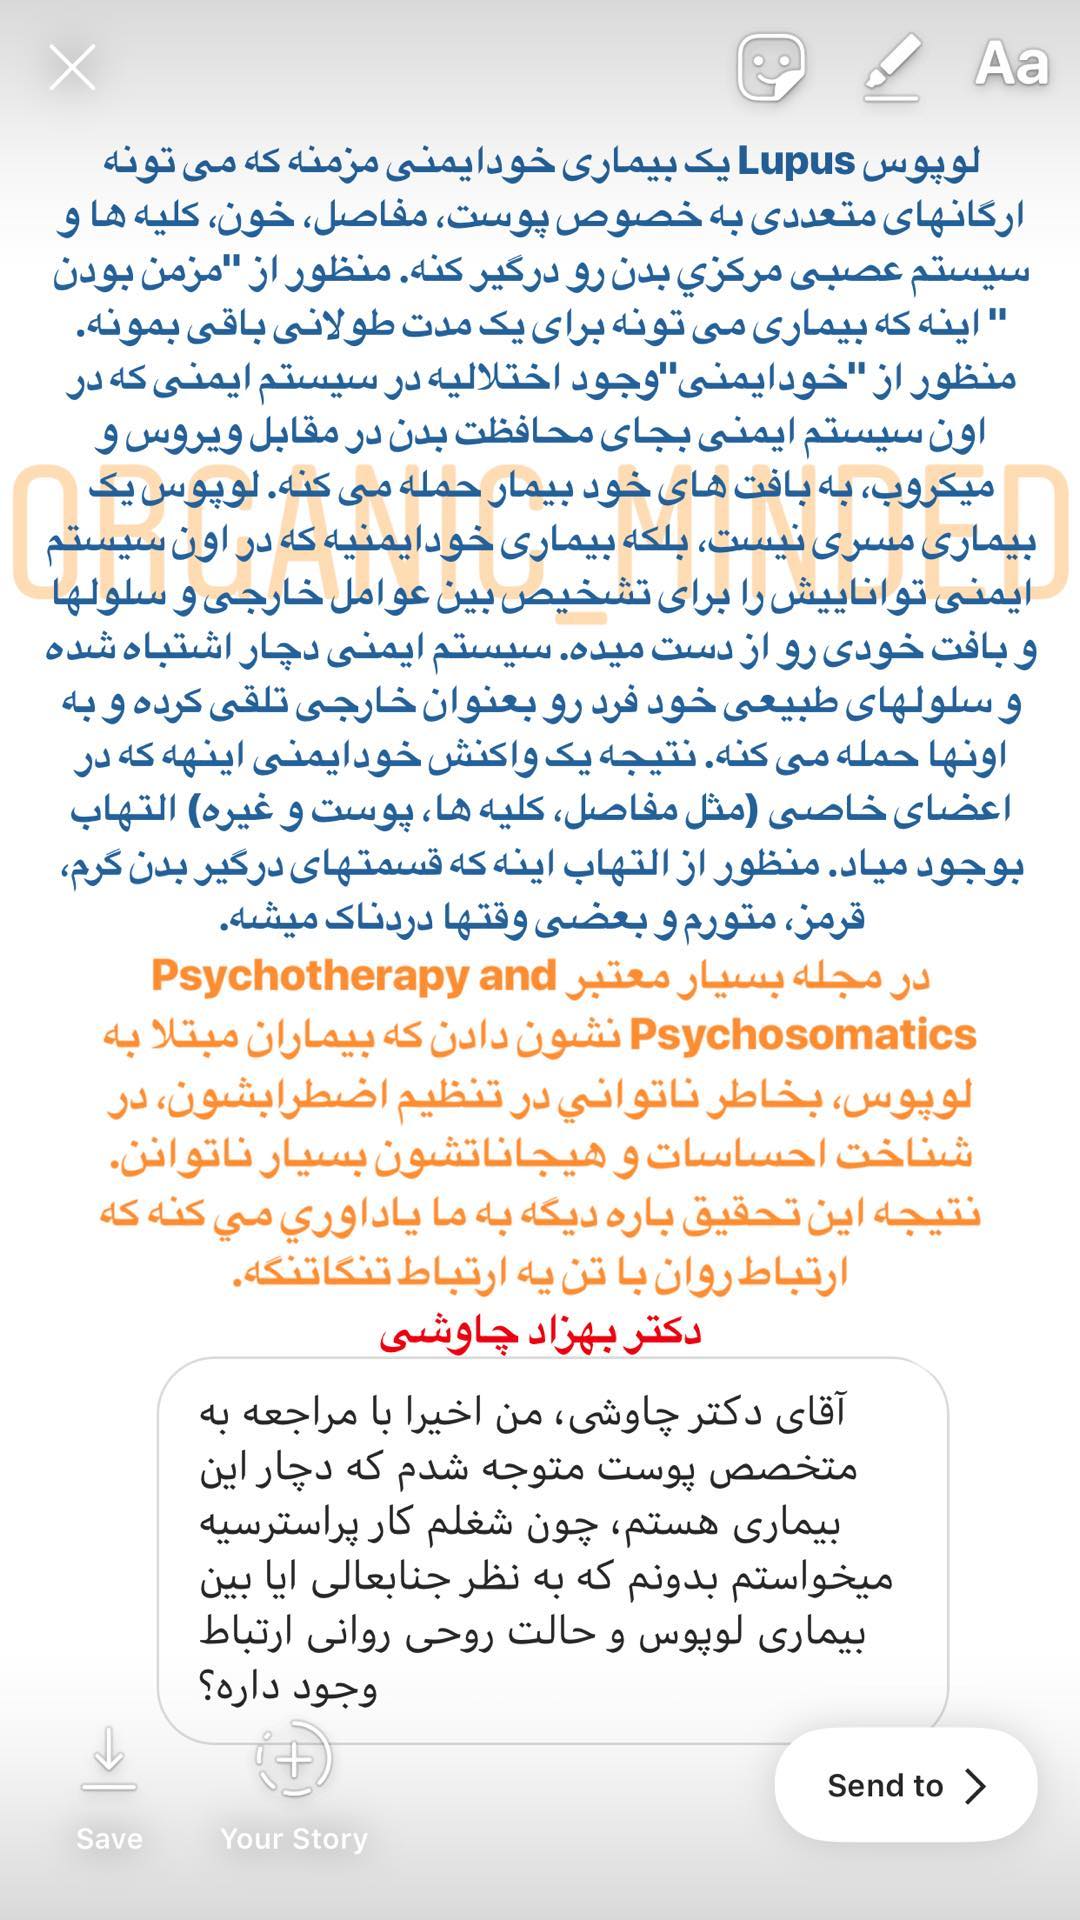 Aa
لوپوس Lupus یک بیماری خودایمنی مزمنه که می تونه
ارگانهای متعددی به خصوص پوست، مفاصل، خون، کلیه ها و
سیستم عصبی مرکزي بدن رو درگیر کنه. منظور از "مزمن بودن
" اینه که بیماری می تونه برای یک مدت طولانی باقی بمونه.
منظور از "خودایمنی"وجود اختلالیه در سیستم ایمنی که در
اون سیستم ایمنی بجای محافظت بدن در مقابل ویروس و
میکروب، به بافت های خود بیمار حمله می کنه. لوپوس یک
بیماری مسری نیست، بلکه بیماری خودایمنیه که در اون سیستم
ایمنی تواناییش را برای تشخیص بین عوامل خارجی و سلولها
و بافت خودی رو از دست میده. سیستم ایمنی دچار اشتباه شده
و سلولهای طبیعی خود فرد رو بعنوان خارجی تلقی کرده و به
اونها حمله می کنه. نتیجه یک واکنش خودایمنی اینهه که در
اعضای خاصی (مثل مفاصل، کلیه ها، پوست و غیره) التهاب
بوجود میاد. منظور از التهاب اینه که قسمتهای درگیر بدن گرم،
قرمز، متورم و بعضی وقتها دردناک میشه.
ORGANIC_MINDED
در مجله بسیار معتبر Psychotherapy and
Psychosomatics نشون دادن که بیماران مبتلا به
لوپوس، بخاطر ناتواني در تنظیم اضطرابشون، در
شناخت احساسات و هیجاناتشون بسیار ناتوانن.
نتیجه این تحقیق باره دیگه به ما یاداوري مي کنه که
ارتباط روان با تن یه ارتباط تنگاتنگه.
دکتر بهزاد چاوشی
آقای دکتر چاوشی، من اخیرا با مراجعه به
متخصص پوست متوجه شدم که دچار این
بیماری هستم، چون شغلم کار پراسترسیه
میخواستم بدونم که به نظر جنابعالی ایا بین
بیماری لوپوس و حالت روحی روانی ارتباط
وجود داره؟
Save
Your Story
Send to